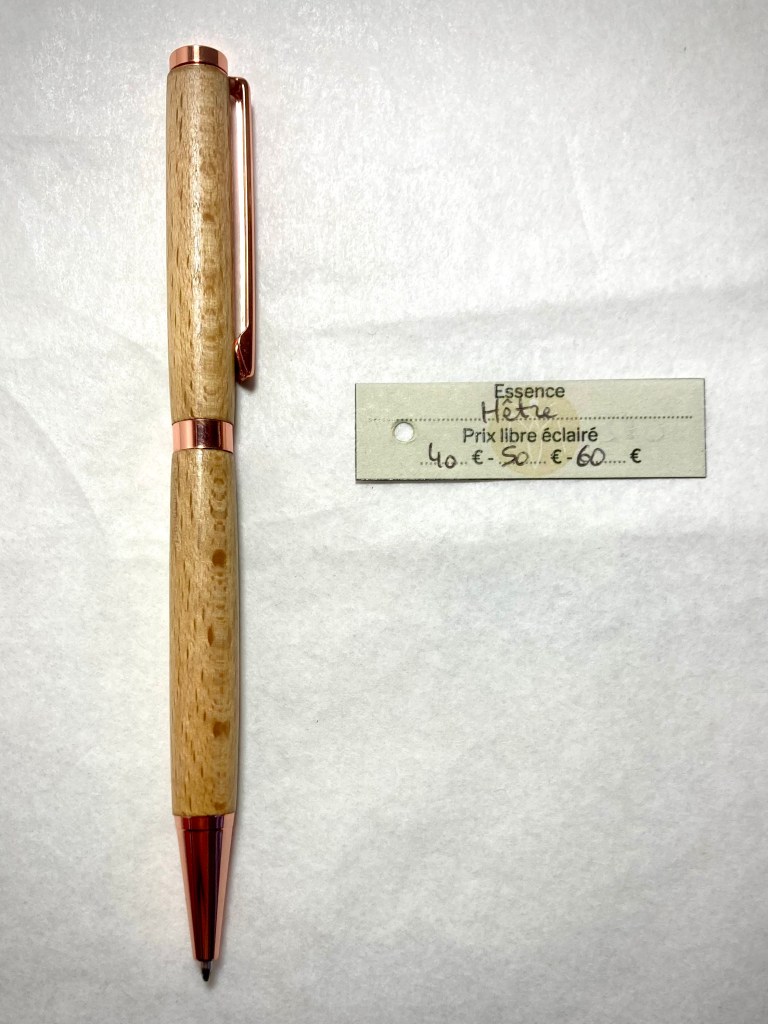 Essence
Hêtre
Prix libre éclairé
40 € - 50 € - 60 €